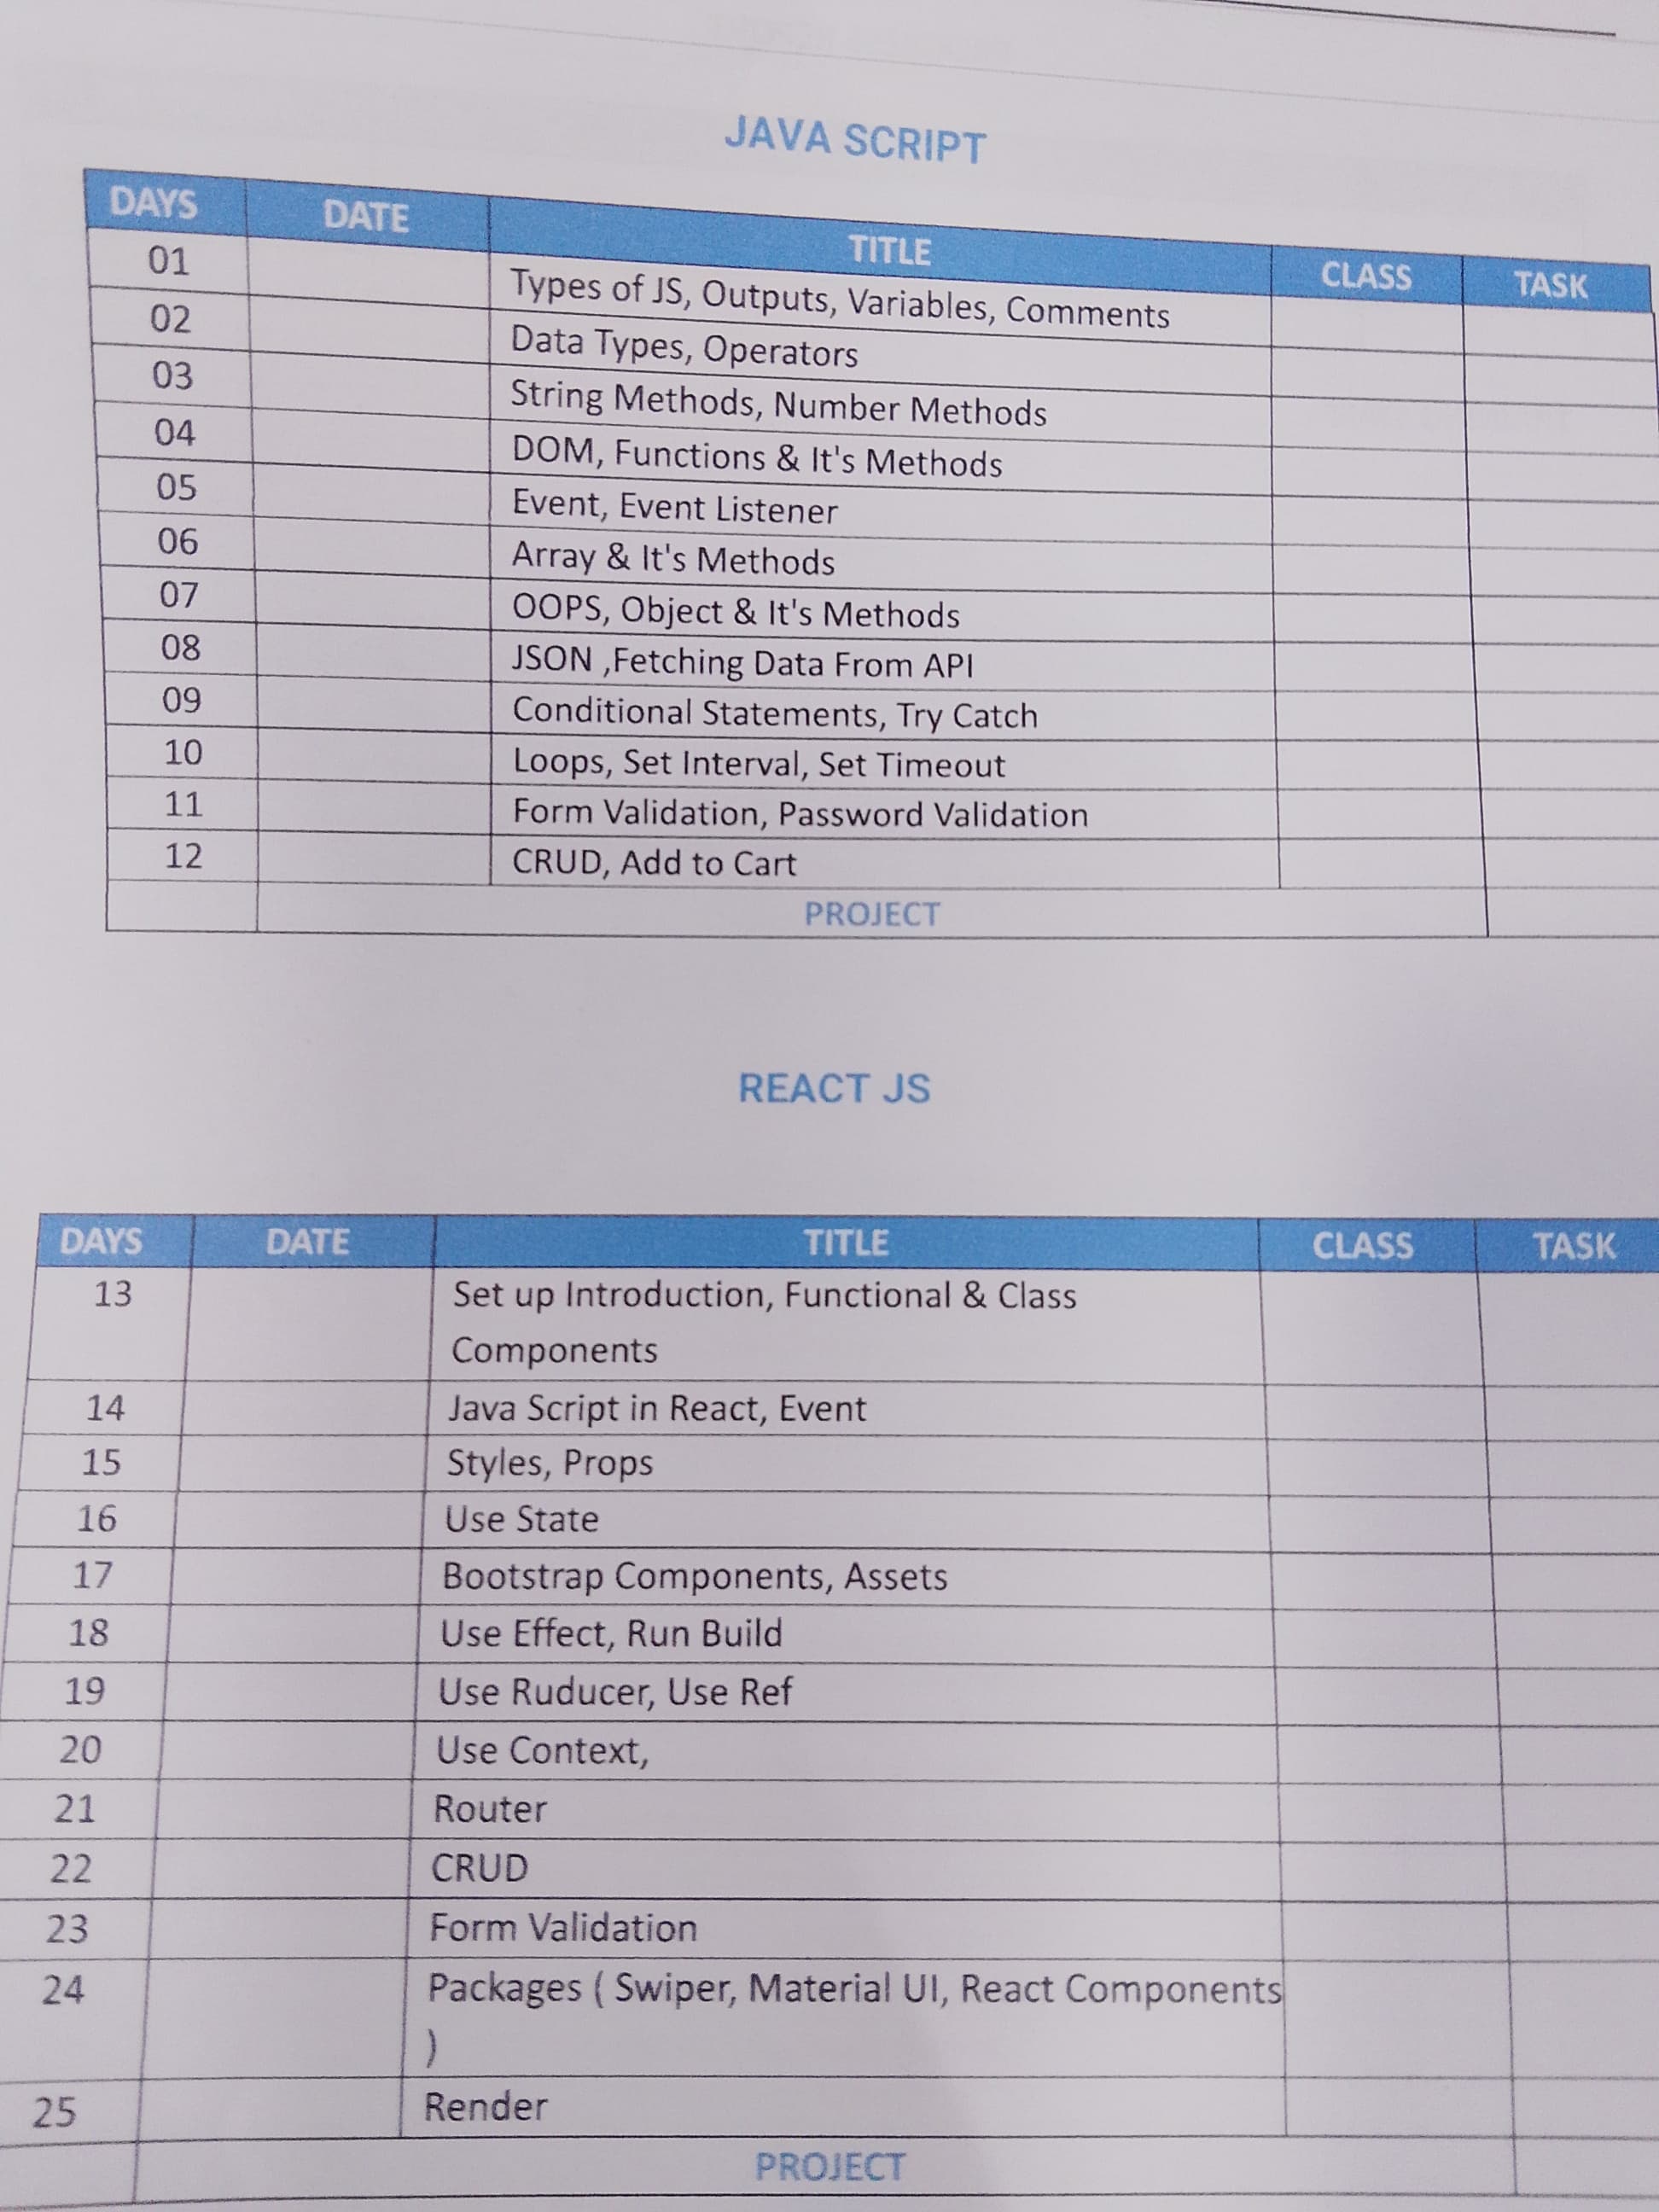 JAVA SCRIPT
DAYS DATE TITLE CLASS TASK
01 Types of JS, Outputs, Variables, Comments
02 Data Types, Operators
03 String Methods, Number Methods
04 DOM, Functions & It's Methods
05 Event, Event Listener
06 Array & It's Methods
07 OOPS, Object & It's Methods
08 JSON ,Fetching Data From API
09 Conditional Statements, Try Catch
10 Loops, Set Interval, Set Timeout
11 Form Validation, Password Validation
12 CRUD, Add to Cart
PROJECT
REACT JS
DAYS DATE TITLE CLASS TASK
13 Set up Introduction, Functional & Class
Components
14 Java Script in React, Event
15 Styles, Props
16 Use State
17 Bootstrap Components, Assets
18 Use Effect, Run Build
19 Use Ruducer, Use Ref
20 Use Context,
21 Router
22 CRUD
23 Form Validation
24 Packages ( Swiper, Material UI, React Components
)
25 Render
PROJECT